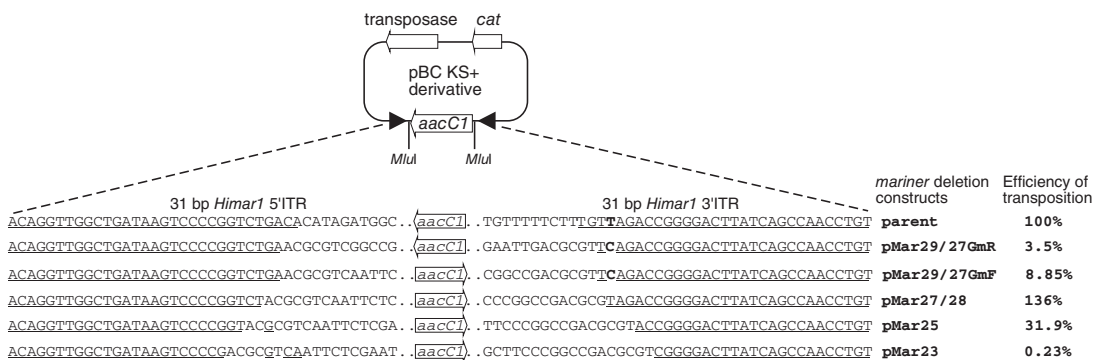 transposase cat
pBC KS+
derivative
aacC1
MluI MluI
mariner deletion Efficiency of
31 bp Himar1 5'ITR 31 bp Himar1 3'ITR constructs transposition
ACAGGTTGGCTGATAAGTCCCCGGTCTGACACATAGATGGC..aacC1..TGTTTTTCTTTGTTAGACCGGGGACTTATCAGCCAACCTGT parent 100%
ACAGGTTGGCTGATAAGTCCCCGGTCTGAACGCGTCGGCCG..aacC1..GAATTGACGCGTTCAGACCGGGGACTTATCAGCCAACCTGT pMar29/27GmR 3.5%
ACAGGTTGGCTGATAAGTCCCCGGTCTGAACGCGTCAATTC..aacC1..CGGCCGACGCGTTCAGACCGGGGACTTATCAGCCAACCTGT pMar29/27GmF 8.85%
ACAGGTTGGCTGATAAGTCCCCGGTCTACGCGTCAATTCTC..aacC1..CCCGGCCGACGCGTAGACCGGGGACTTATCAGCCAACCTGT pMar27/28 136%
ACAGGTTGGCTGATAAGTCCCCGGTACGCGTCAATTCTCGA..aacC1..TTCCCGGCCGACGCGTACCGGGGACTTATCAGCCAACCTGT pMar25 31.9%
ACAGGTTGGCTGATAAGTCCCCGACGCGTCAATTCTCGAAT..aacC1..GCTTCCCGGCCGACGCGTCGGGGACTTATCAGCCAACCTGT pMar23 0.23%